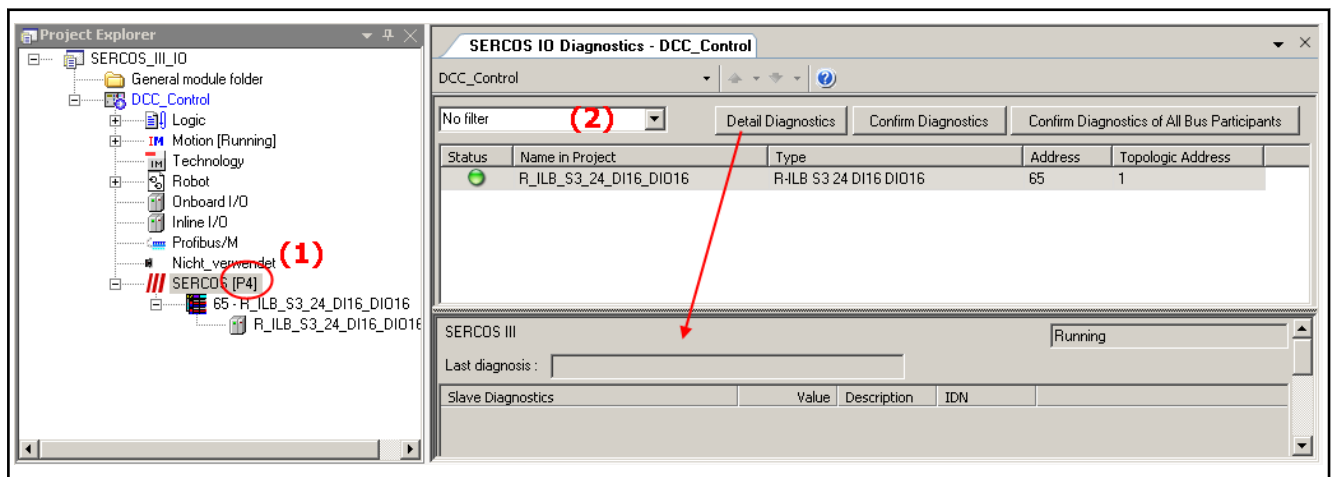 Project Explorer
SERCOS_III_IO
General module folder
DCC_Control
Logic
Motion [Running]
Technology
Robot
Onboard I/O
Inline I/O
Profibus/M
Nicht_verwendet
(1)
SERCOS [P4]
65 - R_ILB_S3_24_DI16_DIO16
R_ILB_S3_24_DI16_DIO16
SERCOS IO Diagnostics - DCC_Control
DCC_Control
No filter
(2)
Detail Diagnostics
Confirm Diagnostics
Confirm Diagnostics of All Bus Participants
Status Name in Project Type Address Topologic Address
R_ILB_S3_24_DI16_DIO16 R-ILB S3 24 DI16 DIO16 65 1
SERCOS III
Running
Last diagnosis :
Slave Diagnostics Value Description IDN